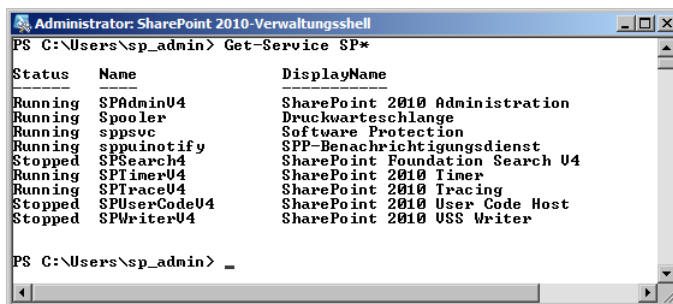 Administrator: SharePoint 2010-Verwaltungsshell
PS C:\Users\sp_admin> Get-Service SP*
Status Name DisplayName
------ ---- -----------
Running SPAdminV4 SharePoint 2010 Administration
Running Spooler Druckwarteschlange
Running sppsvc Software Protection
Running sppuinotify SPP-Benachrichtigungsdienst
Stopped SPSearch4 SharePoint Foundation Search V4
Running SPTimerV4 SharePoint 2010 Timer
Running SPTraceV4 SharePoint 2010 Tracing
Stopped SPUserCodeV4 SharePoint 2010 User Code Host
Stopped SPWriterV4 SharePoint 2010 VSS Writer
PS C:\Users\sp_admin> _